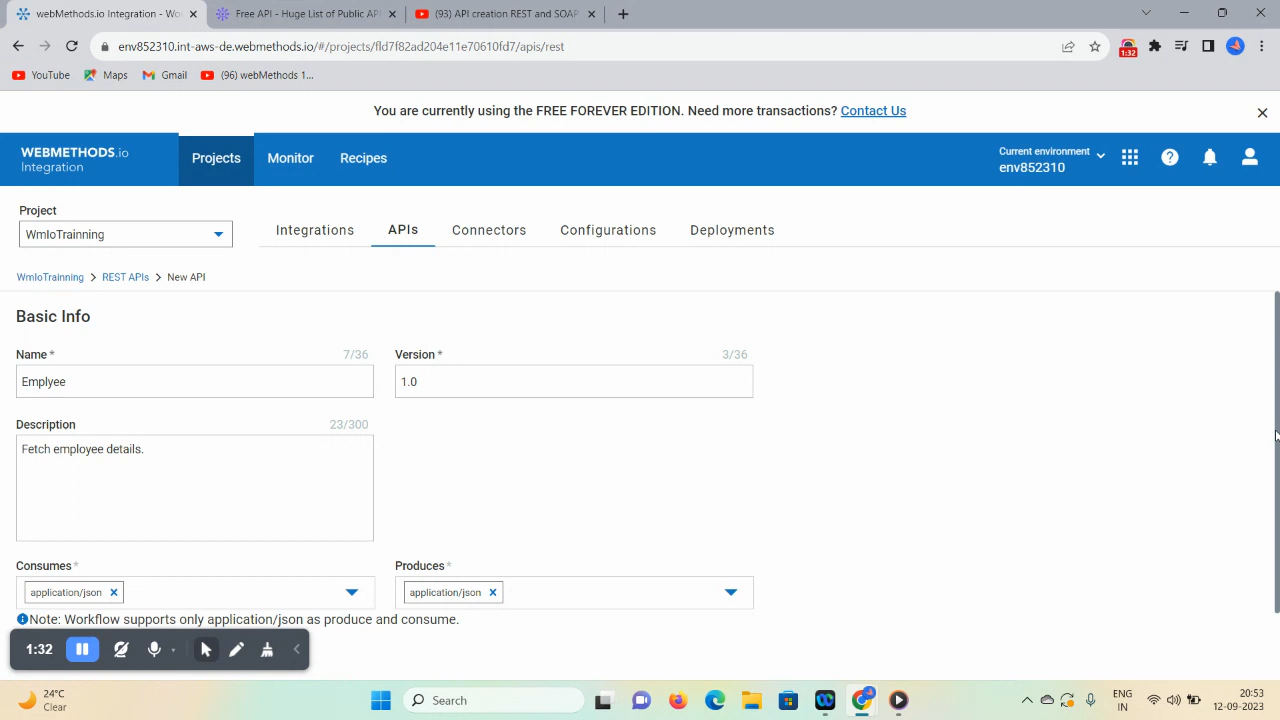 webMethods.io Integration - Wo
Free API - Huge List of Public API
(93) API creation REST and SOAP
env852310.int-aws-de.webmethods.io/#/projects/fld7f82ad204e11e70610fd7/apis/rest
1:32
YouTube
Maps
Gmail
(96) webMethods 1...
You are currently using the FREE FOREVER EDITION. Need more transactions? Contact Us
WEBMETHODS.io
Integration
Projects
Monitor
Recipes
Current environment
env852310
Project
WmIoTrainning
Integrations
APIs
Connectors
Configurations
Deployments
WmIoTrainning > REST APIs > New API
Basic Info
Name * 7/36
Version * 3/36
Emplyee
1.0
Description 23/300
Fetch employee details.
Consumes *
Produces *
application/json
application/json
Note: Workflow supports only application/json as produce and consume.
1:32
24°C
Clear
Search
ENG
IN
20:53
12-09-2023